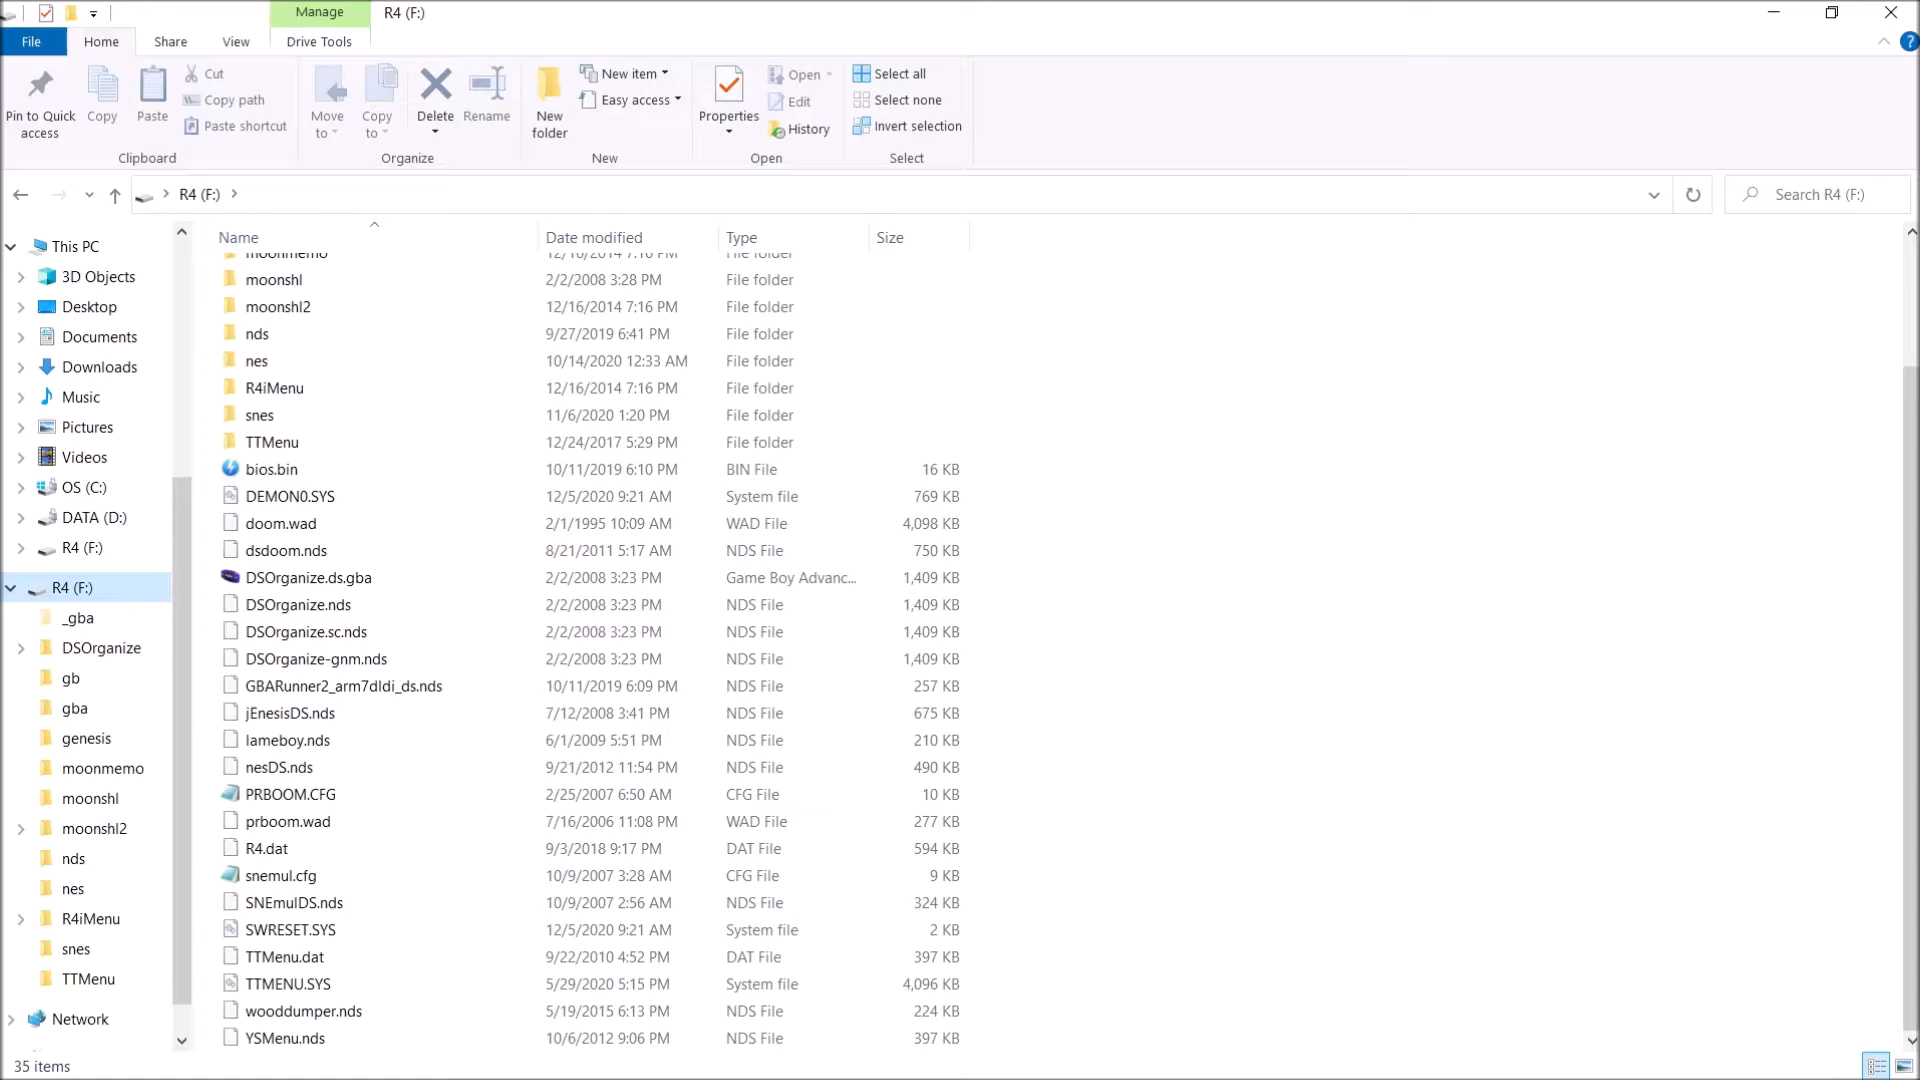 Manage R4 (F:)
File Home Share View Drive Tools
Pin to Quick access
Copy
Paste
Cut
Copy path
Paste shortcut
Clipboard
Move to
Copy to
Delete
Rename
Organize
New folder
New item
Easy access
New
Properties
Open
Edit
History
Open
Select all
Select none
Invert selection
Select
R4 (F:)
Search R4 (F:)
This PC
3D Objects
Desktop
Documents
Downloads
Music
Pictures
Videos
OS (C:)
DATA (D:)
R4 (F:)
R4 (F:)
_gba
DSOrganize
gb
gba
genesis
moonmemo
moonshl
moonshl2
nds
nes
R4iMenu
snes
TTMenu
Network
Name Date modified Type Size
moonmemo 12/16/2014 7:16 PM File folder
moonshl 2/2/2008 3:28 PM File folder
moonshl2 12/16/2014 7:16 PM File folder
nds 9/27/2019 6:41 PM File folder
nes 10/14/2020 12:33 AM File folder
R4iMenu 12/16/2014 7:16 PM File folder
snes 11/6/2020 1:20 PM File folder
TTMenu 12/24/2017 5:29 PM File folder
bios.bin 10/11/2019 6:10 PM BIN File 16 KB
DEMON0.SYS 12/5/2020 9:21 AM System file 769 KB
doom.wad 2/1/1995 10:09 AM WAD File 4,098 KB
dsdoom.nds 8/21/2011 5:17 AM NDS File 750 KB
DSOrganize.ds.gba 2/2/2008 3:23 PM Game Boy Advanc... 1,409 KB
DSOrganize.nds 2/2/2008 3:23 PM NDS File 1,409 KB
DSOrganize.sc.nds 2/2/2008 3:23 PM NDS File 1,409 KB
DSOrganize-gnm.nds 2/2/2008 3:23 PM NDS File 1,409 KB
GBARunner2_arm7dldi_ds.nds 10/11/2019 6:09 PM NDS File 257 KB
jEnesisDS.nds 7/12/2008 3:41 PM NDS File 675 KB
lameboy.nds 6/1/2009 5:51 PM NDS File 210 KB
nesDS.nds 9/21/2012 11:54 PM NDS File 490 KB
PRBOOM.CFG 2/25/2007 6:50 AM CFG File 10 KB
prboom.wad 7/16/2006 11:08 PM WAD File 277 KB
R4.dat 9/3/2018 9:17 PM DAT File 594 KB
snemul.cfg 10/9/2007 3:28 AM CFG File 9 KB
SNEmulDS.nds 10/9/2007 2:56 AM NDS File 324 KB
SWRESET.SYS 12/5/2020 9:21 AM System file 2 KB
TTMenu.dat 9/22/2010 4:52 PM DAT File 397 KB
TTMENU.SYS 5/29/2020 5:15 PM System file 4,096 KB
wooddumper.nds 5/19/2015 6:13 PM NDS File 224 KB
YSMenu.nds 10/6/2012 9:06 PM NDS File 397 KB
35 items